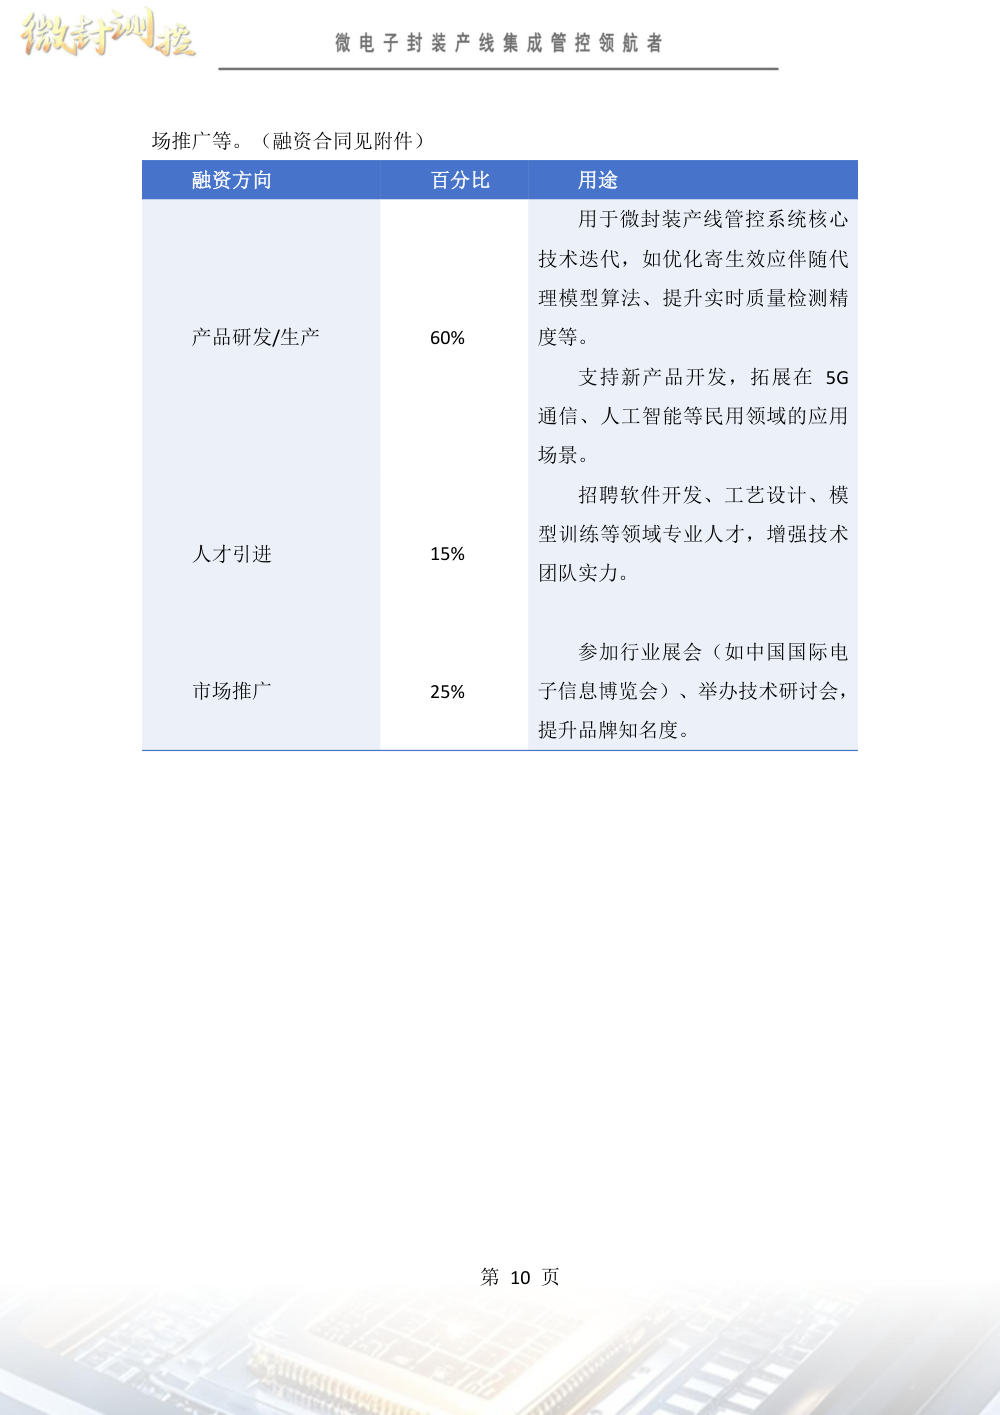 微封测控
微电子封装产线集成管控领航者
场推广等。（融资合同见附件）
融资方向 百分比 用途
用于微封装产线管控系统核心
技术迭代，如优化寄生效应伴随代
理模型算法、提升实时质量检测精
产品研发/生产 60% 度等。
支持新产品开发，拓展在 5G
通信、人工智能等民用领域的应用
场景。
招聘软件开发、工艺设计、模
型训练等领域专业人才，增强技术
人才引进 15%
团队实力。
参加行业展会（如中国国际电
市场推广 25% 子信息博览会）、举办技术研讨会，
提升品牌知名度。
第 10 页